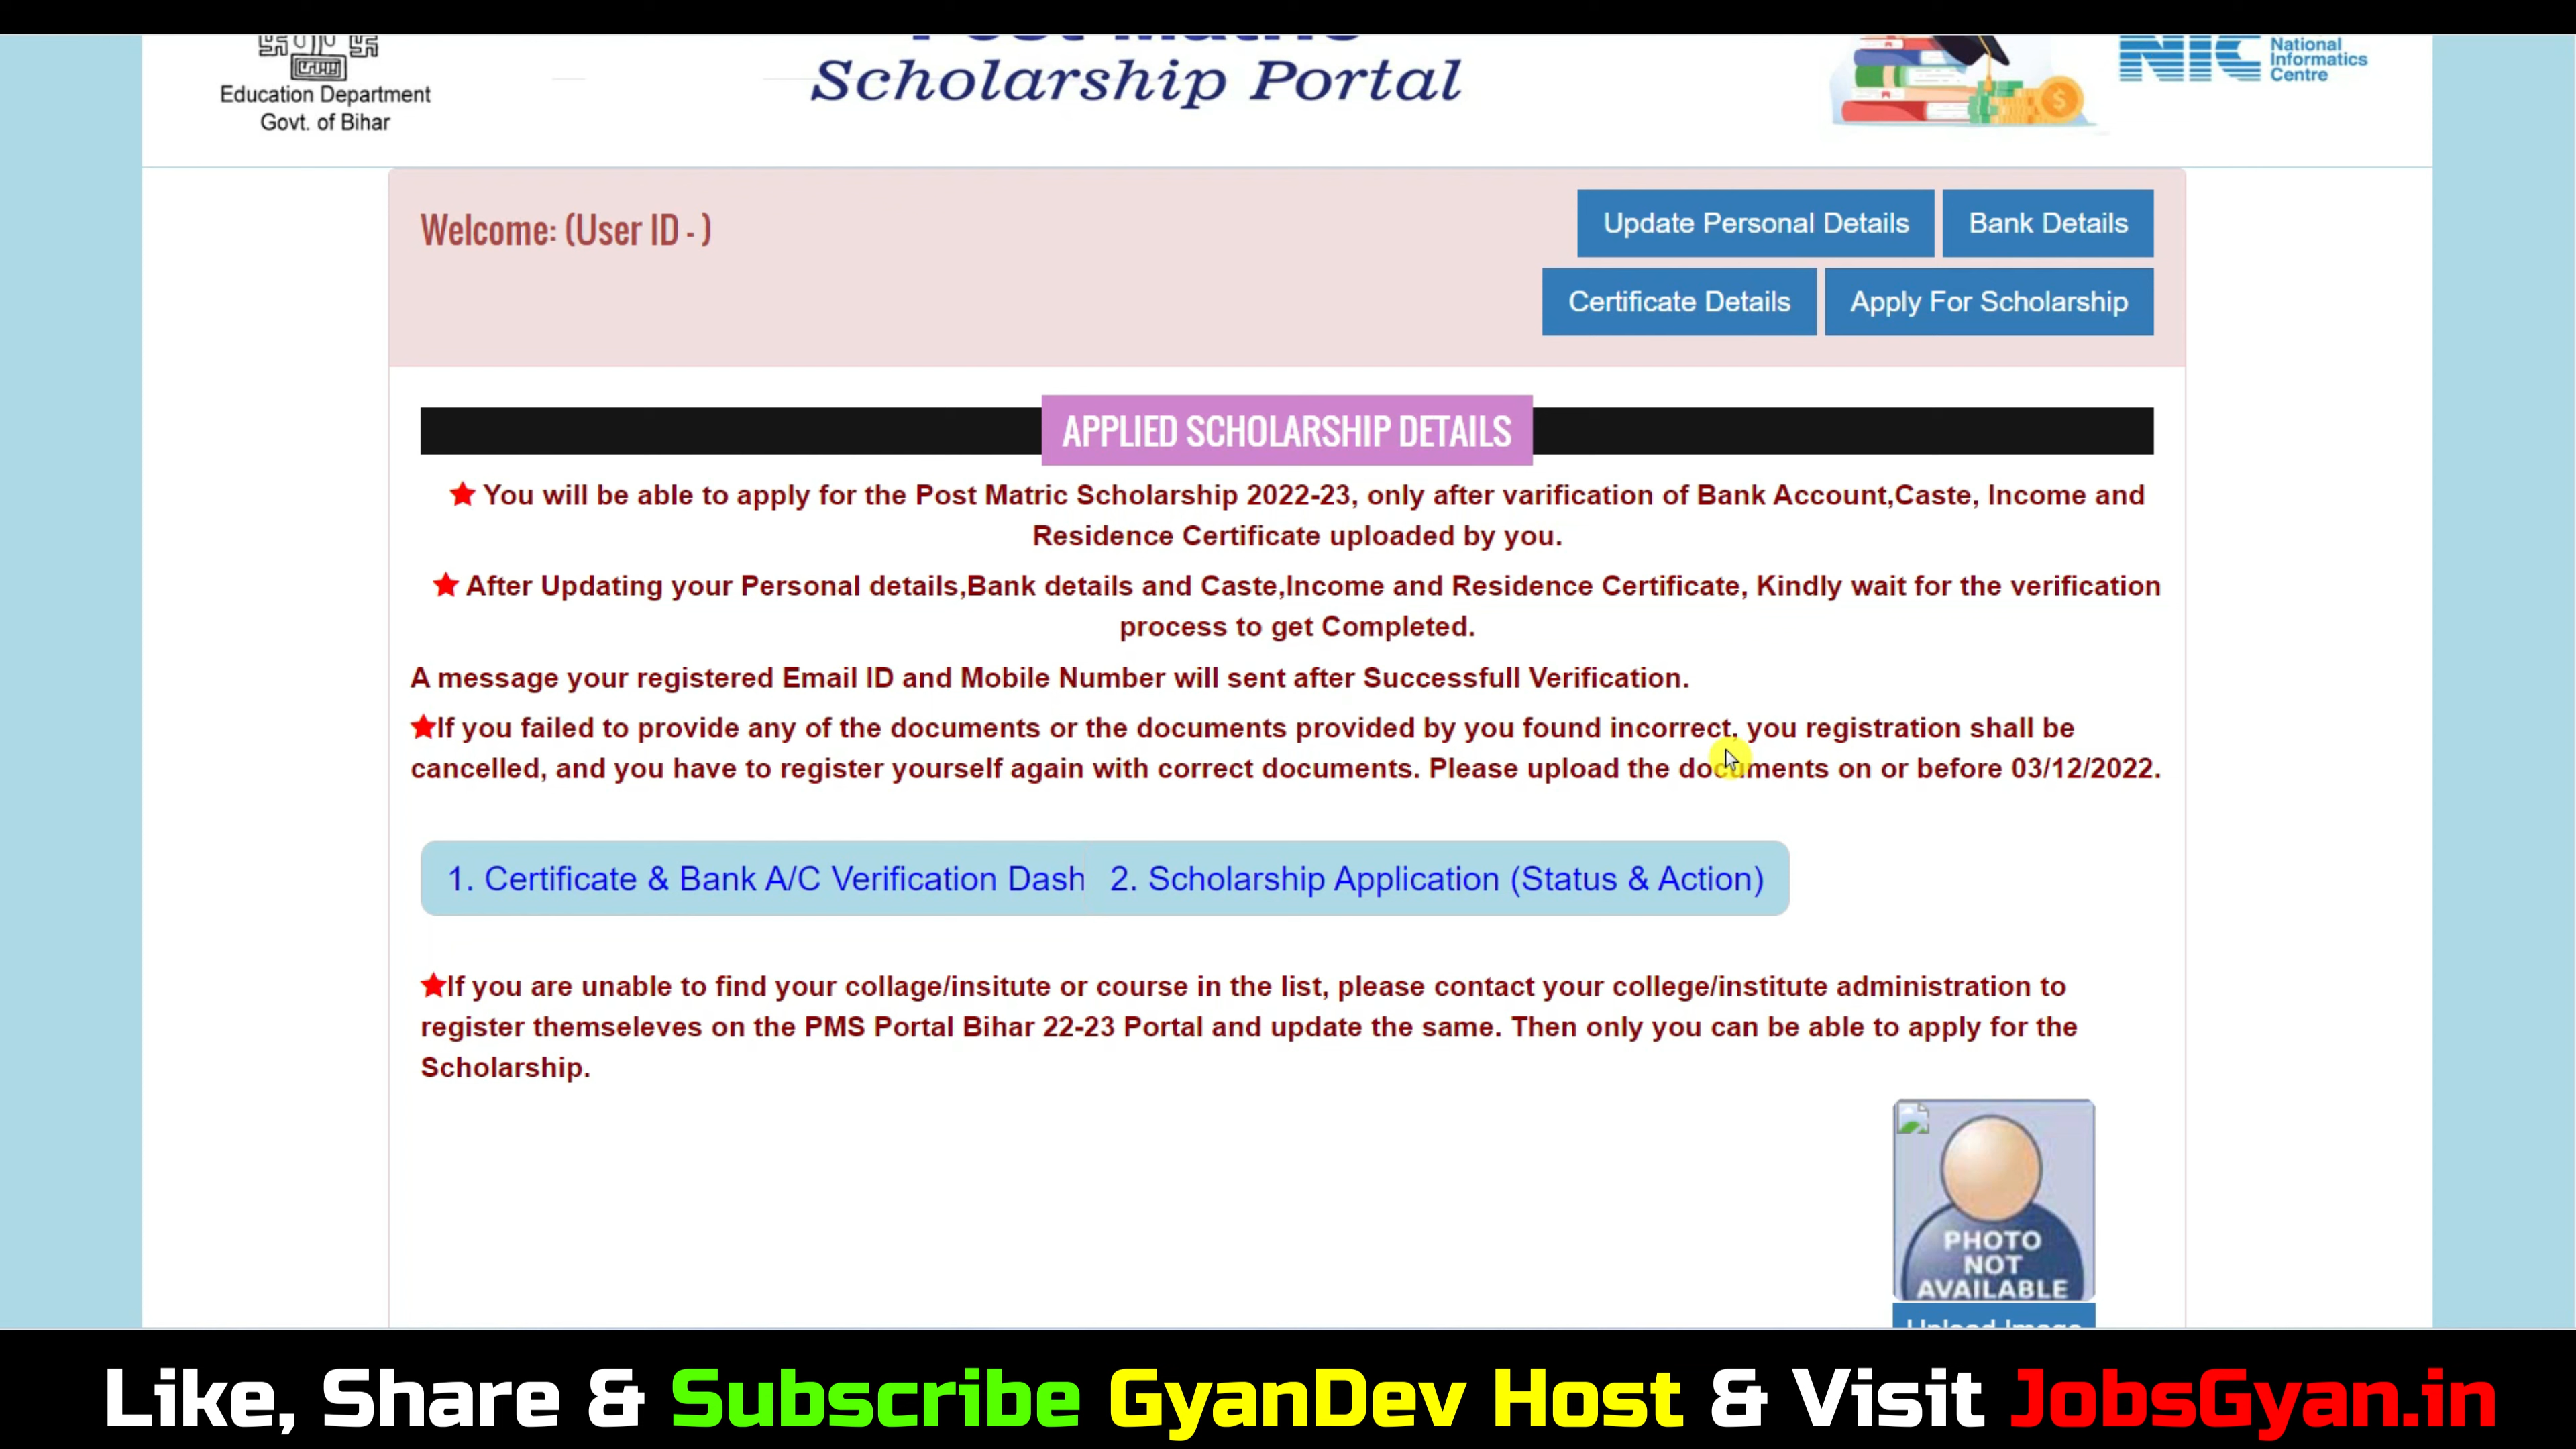 Education Department
Govt. of Bihar
Post Matric
Scholarship Portal
NIC
National
Informatics
Centre
Welcome: (User ID - )
Update Personal Details
Bank Details
Certificate Details
Apply For Scholarship
APPLIED SCHOLARSHIP DETAILS
You will be able to apply for the Post Matric Scholarship 2022-23, only after varification of Bank Account,Caste, Income and
Residence Certificate uploaded by you.
After Updating your Personal details,Bank details and Caste,Income and Residence Certificate, Kindly wait for the verification
process to get Completed.
A message your registered Email ID and Mobile Number will sent after Successfull Verification.
If you failed to provide any of the documents or the documents provided by you found incorrect, you registration shall be
cancelled, and you have to register yourself again with correct documents. Please upload the documents on or before 03/12/2022.
1. Certificate & Bank A/C Verification Dash
2. Scholarship Application (Status & Action)
If you are unable to find your collage/insitute or course in the list, please contact your college/institute administration to
register themseleves on the PMS Portal Bihar 22-23 Portal and update the same. Then only you can be able to apply for the
Scholarship.
PHOTO
NOT
AVAILABLE
Upload Image
Like, Share & Subscribe GyanDev Host & Visit JobsGyan.in